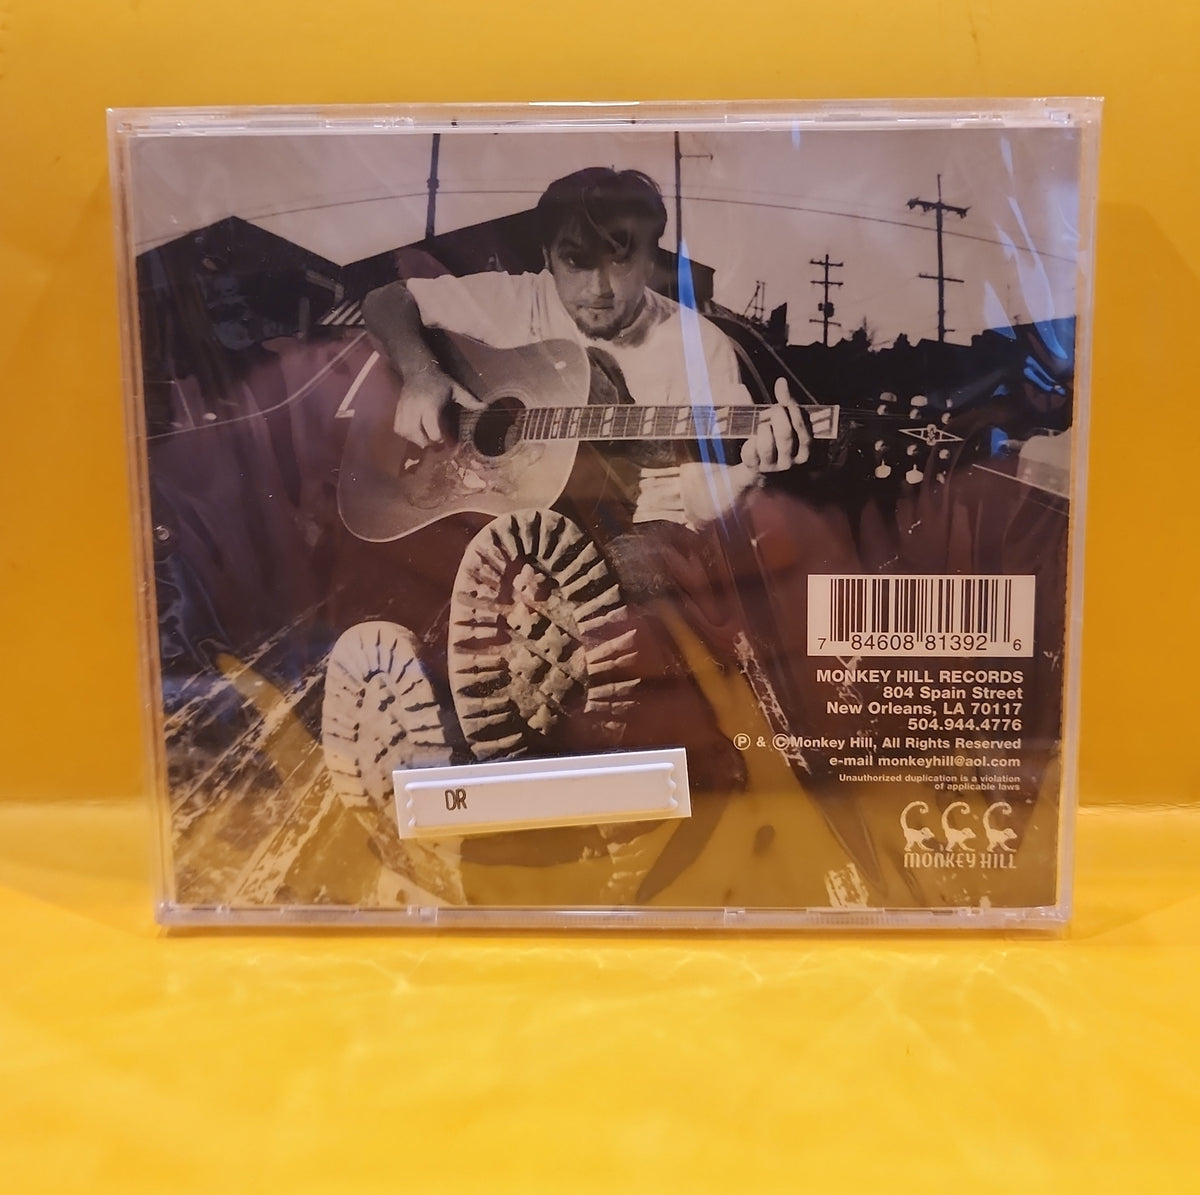 7 84608 81392 6
MONKEY HILL RECORDS
804 Spain Street
New Orleans, LA 70117
504.944.4776
Ⓟ & ©Monkey Hill, All Rights Reserved
e-mail monkeyhill@aol.com
Unauthorized duplication is a violation
of applicable laws
DR
MONKEY HILL